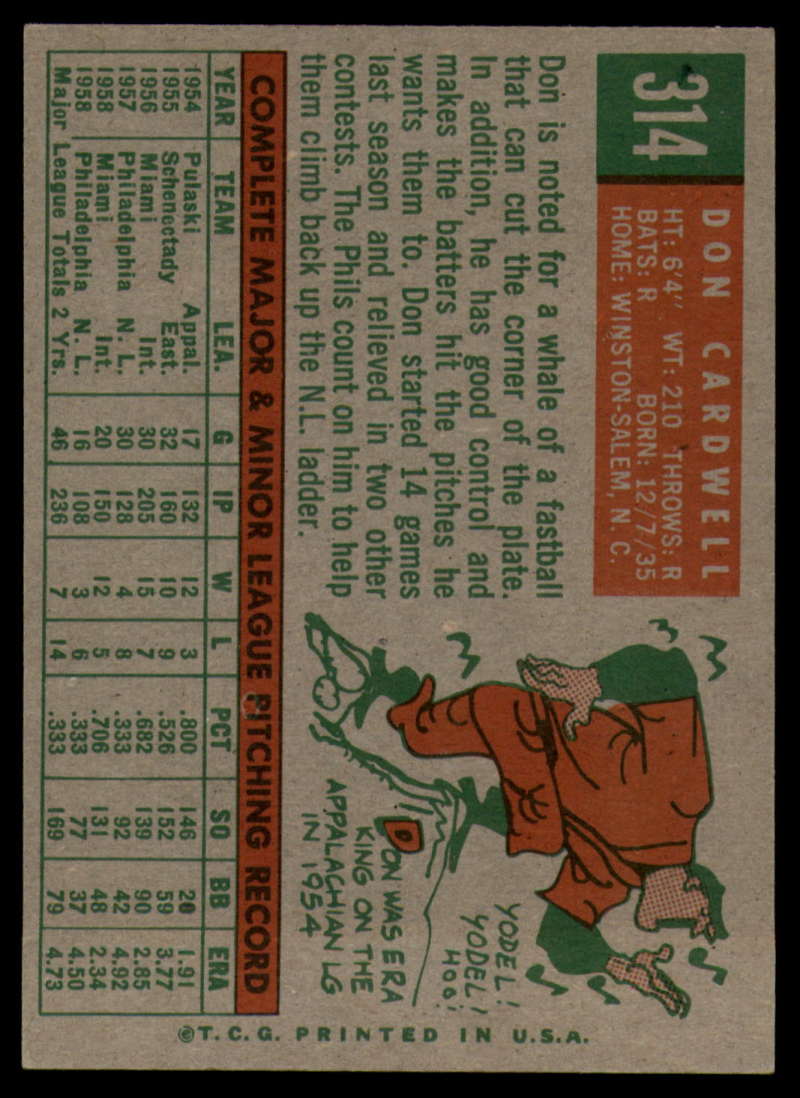 314
DON CARDWELL
HT: 6'4" WT: 210 THROWS: R
BATS: R BORN: 12/7/35
HOME: WINSTON-SALEM, N. C.
Don is noted for a whale of a fastball
that can cut the corner of the plate.
In addition, he has good control and
makes the batters hit the pitches he
wants them to. Don started 14 games
last season and relieved in two other
contests. The Phils count on him to help
them climb back up the N.L. ladder.
YODEL!
YODEL!
HOO!
DON WAS ERA
KING ON THE
APPALACHIAN LG
IN 1954
COMPLETE MAJOR & MINOR LEAGUE PITCHING RECORD
YEAR TEAM LEA. G IP W L PCT SO BB ERA
1954 Pulaski Appal. 17 132 12 3 .800 146 20 1.91
1955 Schenectady East. 32 160 10 9 .526 152 59 3.77
1956 Miami Int. 30 205 15 7 .682 139 90 2.85
1957 Philadelphia N. L. 30 128 4 8 .333 92 42 4.92
1958 Miami Int. 20 150 12 5 .706 131 48 2.34
1958 Philadelphia N. L. 16 108 3 6 .333 77 37 4.50
Major League Totals 2 Yrs. 46 236 7 14 .333 169 79 4.73
©T. C. G. PRINTED IN U.S.A.